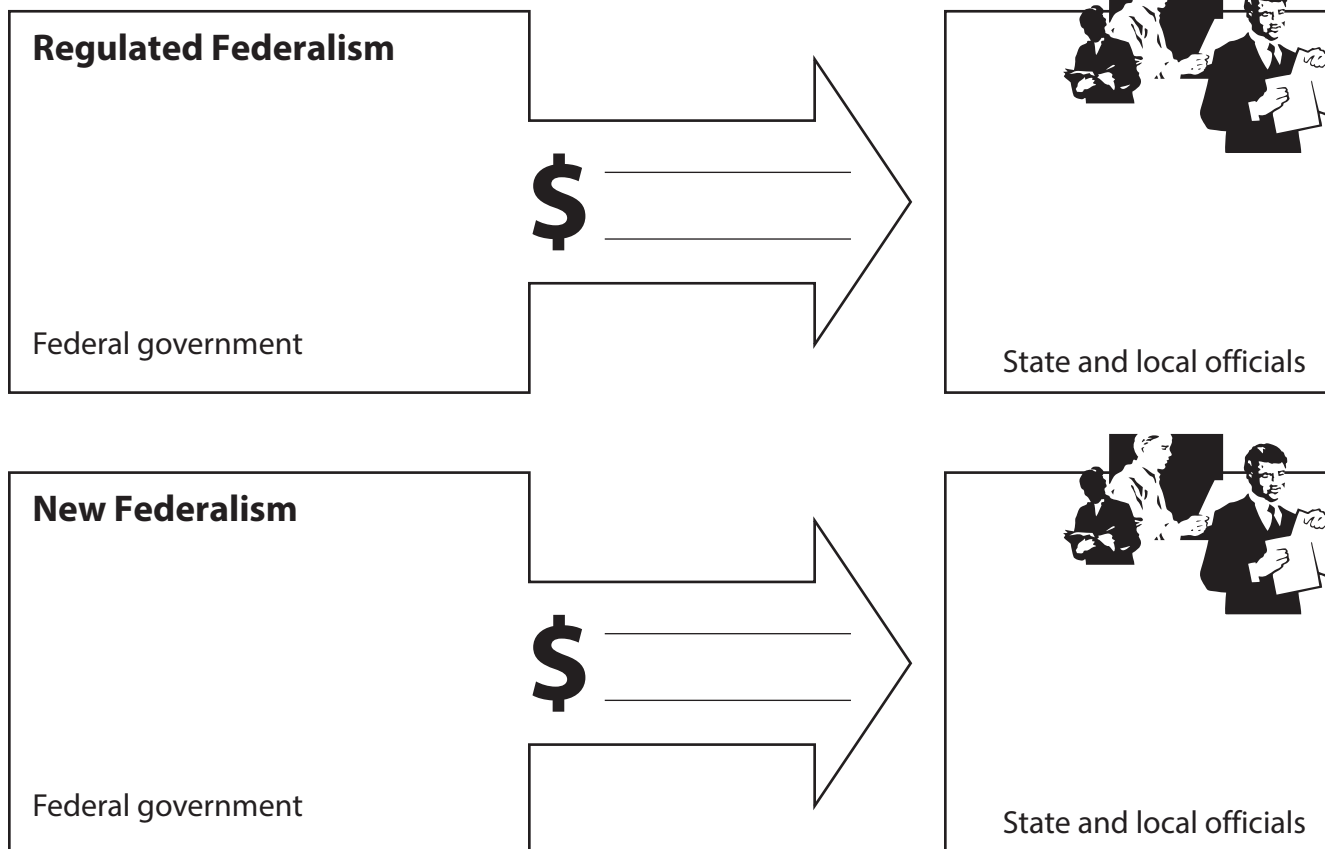 Regulated Federalism
$
Federal government
State and local officials
New Federalism
$
Federal government
State and local officials